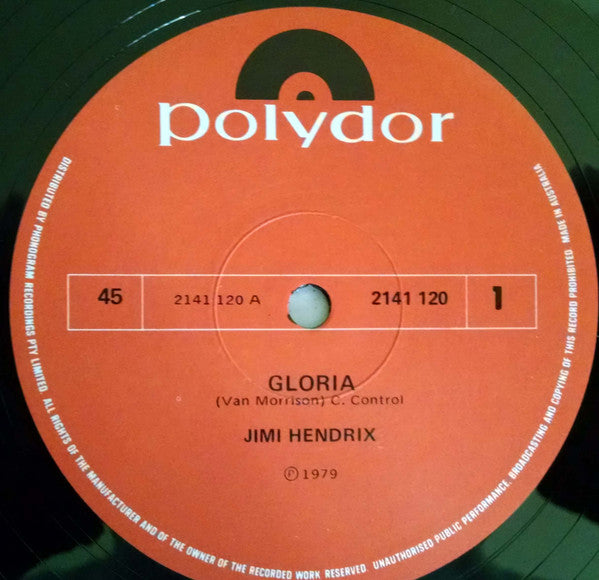 polydor
45
2141 120 A
2141 120
1
GLORIA
(Van Morrison) C. Control
JIMI HENDRIX
℗ 1979
DISTRIBUTED BY PHONOGRAM RECORDINGS PTY LIMITED. ALL RIGHTS OF THE MANUFACTURER AND OF THE OWNER OF THE RECORDED WORK RESERVED. UNAUTHORISED PUBLIC PERFORMANCE, BROADCASTING AND COPYING OF THIS RECORD PROHIBITED. MADE IN AUSTRALIA